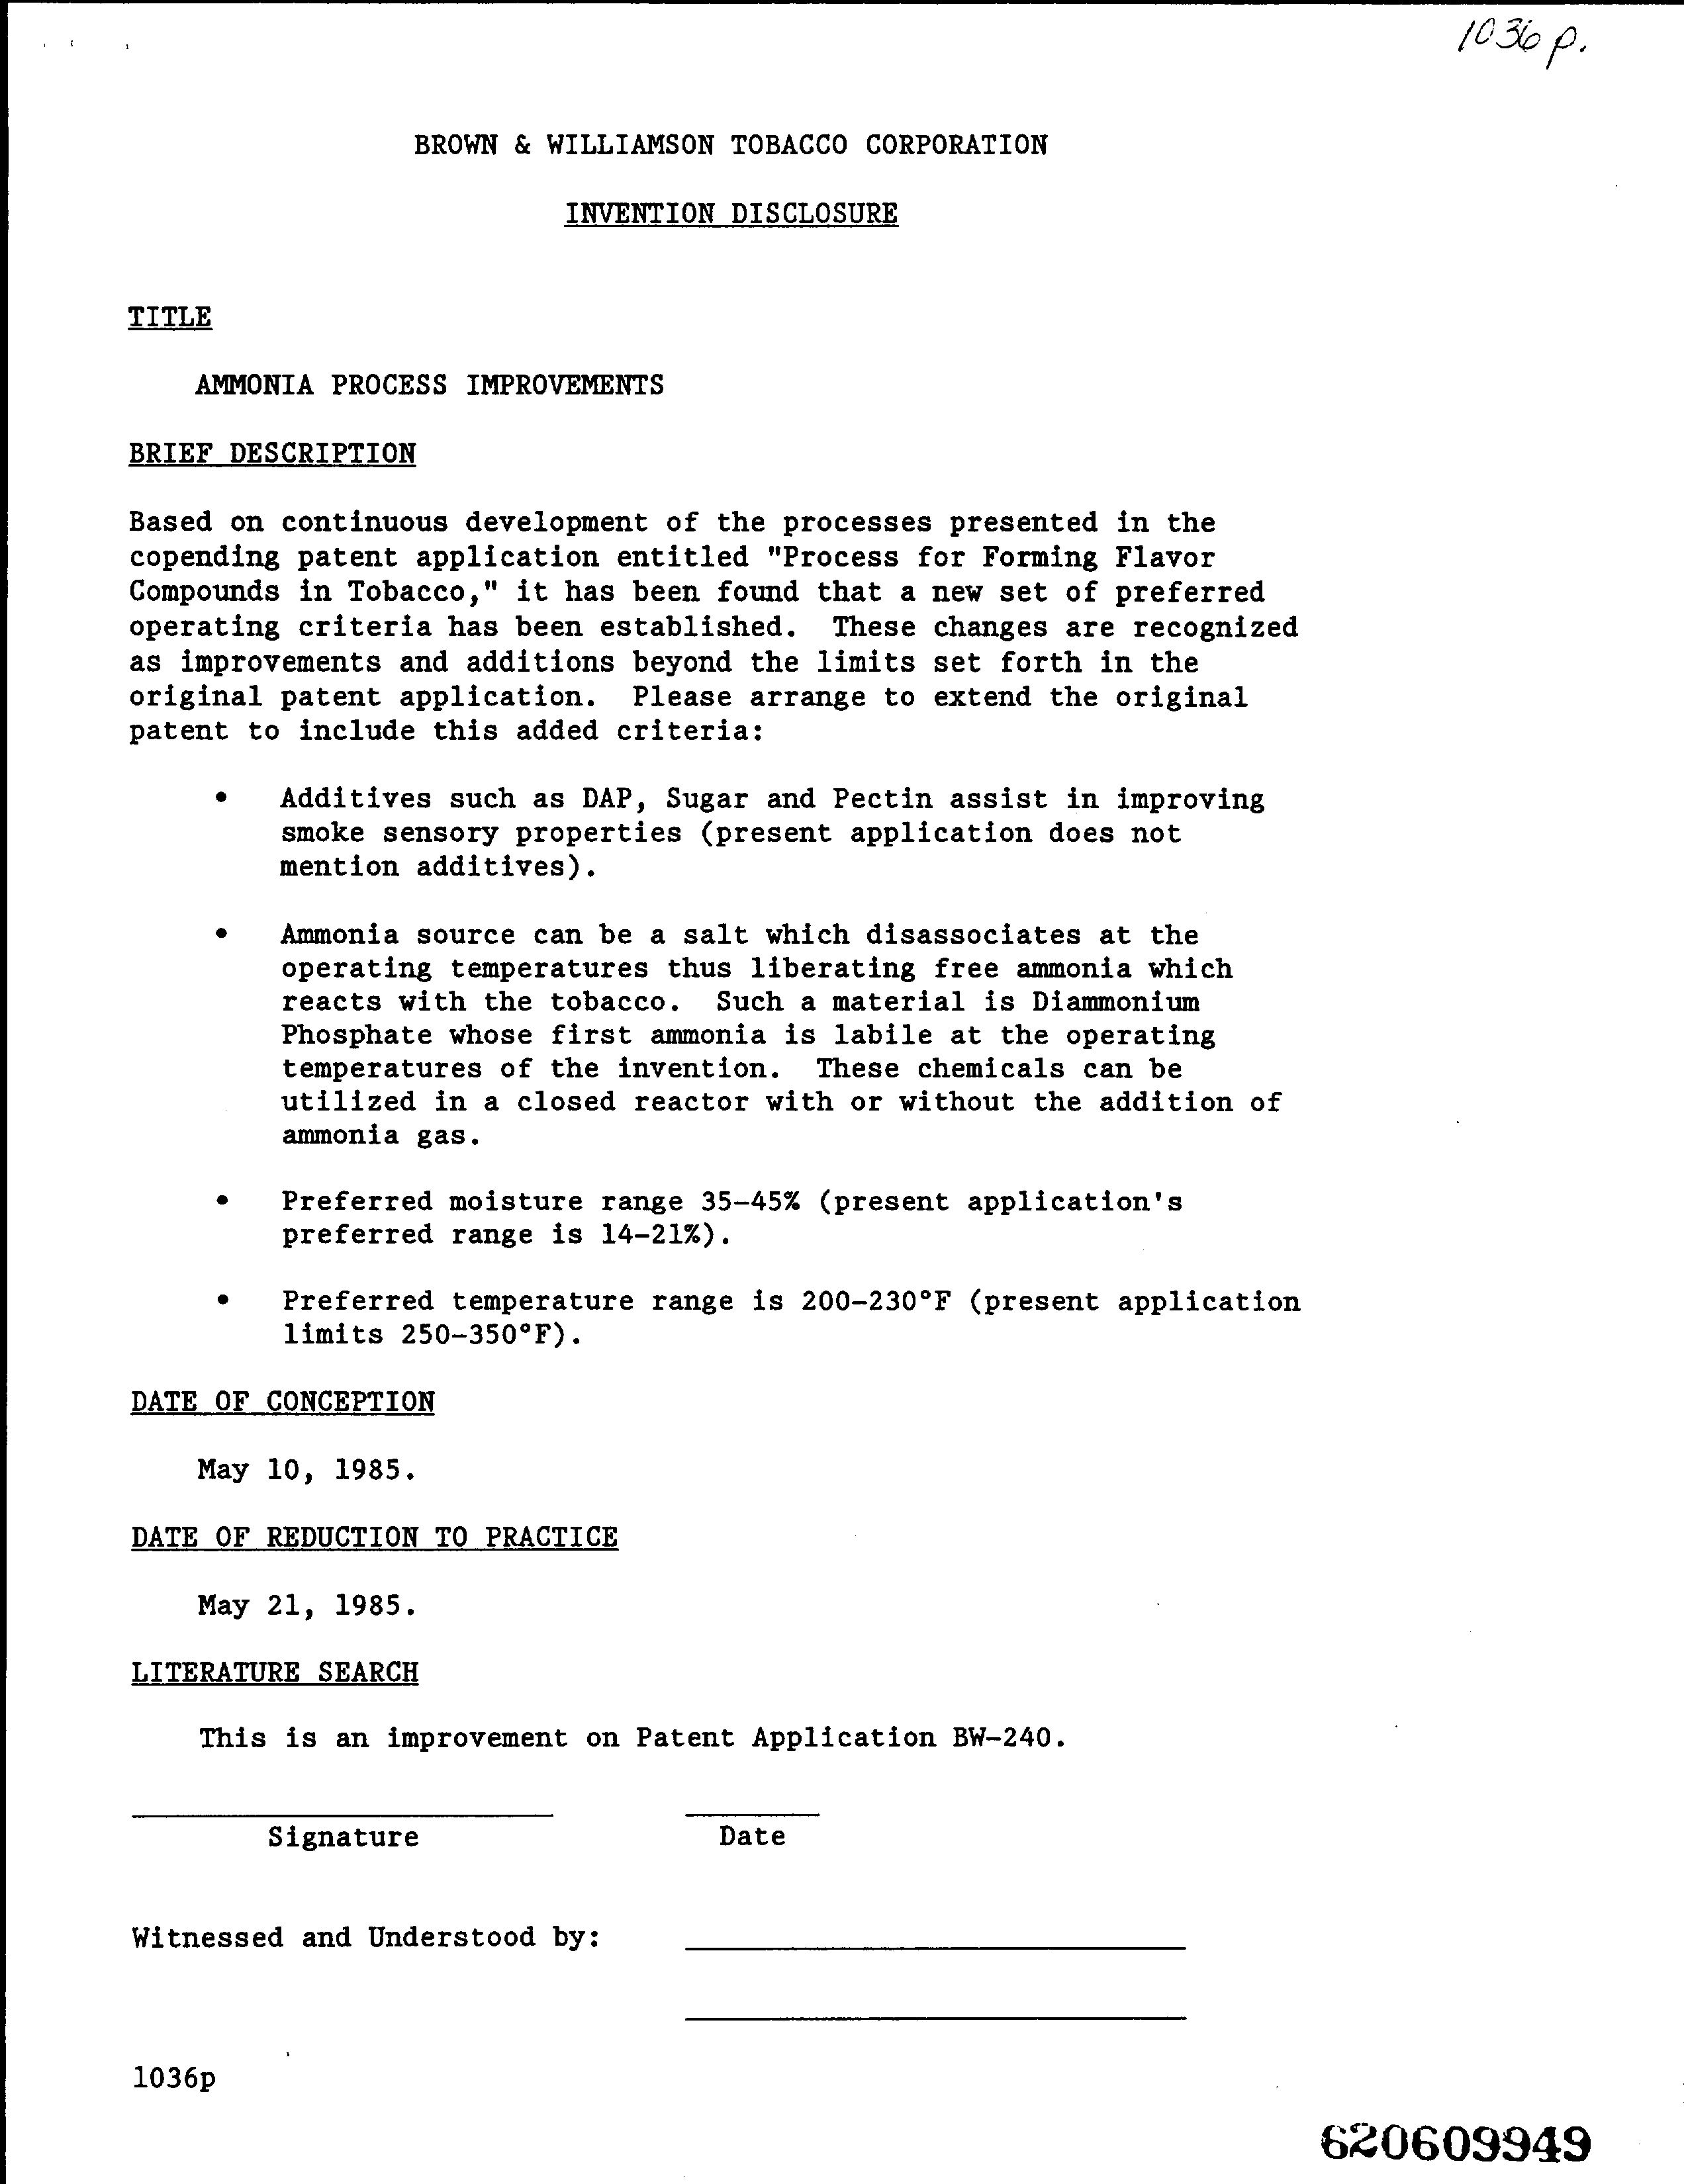 1036 p.
BROWN & WILLIAMSON TOBACCO CORPORATION
INVENTION DISCLOSURE
TITLE
AMMONIA PROCESS IMPROVEMENTS
BRIEF DESCRIPTION
Based on continuous development of the processes presented in the
copending patent application entitled "Process for Forming Flavor
Compounds in Tobacco," it has been found that a new set of preferred
operating criteria has been established. These changes are recognized
as improvements and additions beyond the limits set forth in the
original patent application. Please arrange to extend the original
patent to include this added criteria:
• Additives such as DAP, Sugar and Pectin assist in improving
smoke sensory properties (present application does not
mention additives).
• Ammonia source can be a salt which disassociates at the
operating temperatures thus liberating free ammonia which
reacts with the tobacco. Such a material is Diammonium
Phosphate whose first ammonia is labile at the operating
temperatures of the invention. These chemicals can be
utilized in a closed reactor with or without the addition of
ammonia gas.
• Preferred moisture range 35-45% (present application's
preferred range is 14-21%).
• Preferred temperature range is 200-230°F (present application
limits 250-350°F).
DATE OF CONCEPTION
May 10, 1985.
DATE OF REDUCTION TO PRACTICE
May 21, 1985.
LITERATURE SEARCH
This is an improvement on Patent Application BW-240.
Signature Date
Witnessed and Understood by:
1036p
620609949